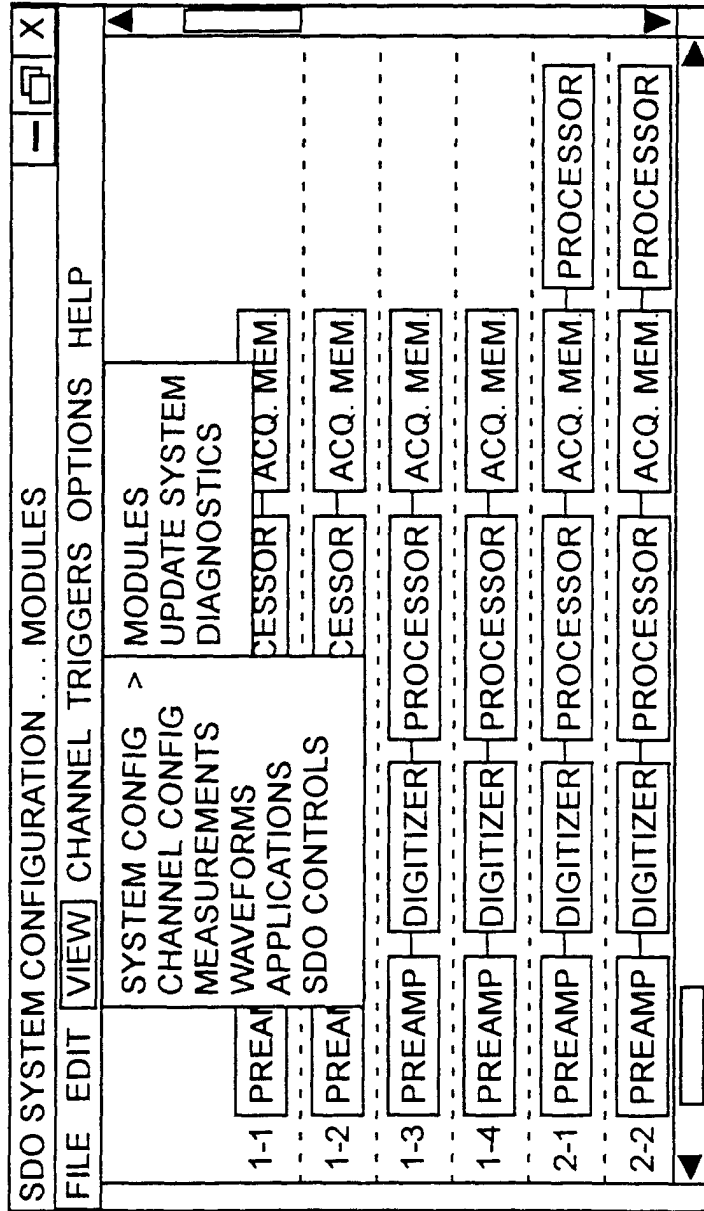 SDO SYSTEM CONFIGURATION ... MODULES
FILE EDIT VIEW CHANNEL TRIGGERS OPTIONS HELP
SYSTEM CONFIG >
CHANNEL CONFIG
MEASUREMENTS
WAVEFORMS
APPLICATIONS
SDO CONTROLS
MODULES
UPDATE SYSTEM
DIAGNOSTICS
1-1 PREAM CESSOR ACQ. MEM.
1-2 PREAM CESSOR ACQ. MEM.
1-3 PREAMP DIGITIZER PROCESSOR ACQ. MEM.
1-4 PREAMP DIGITIZER PROCESSOR ACQ. MEM.
2-1 PREAMP DIGITIZER PROCESSOR ACQ. MEM. PROCESSOR
2-2 PREAMP DIGITIZER PROCESSOR ACQ. MEM. PROCESSOR